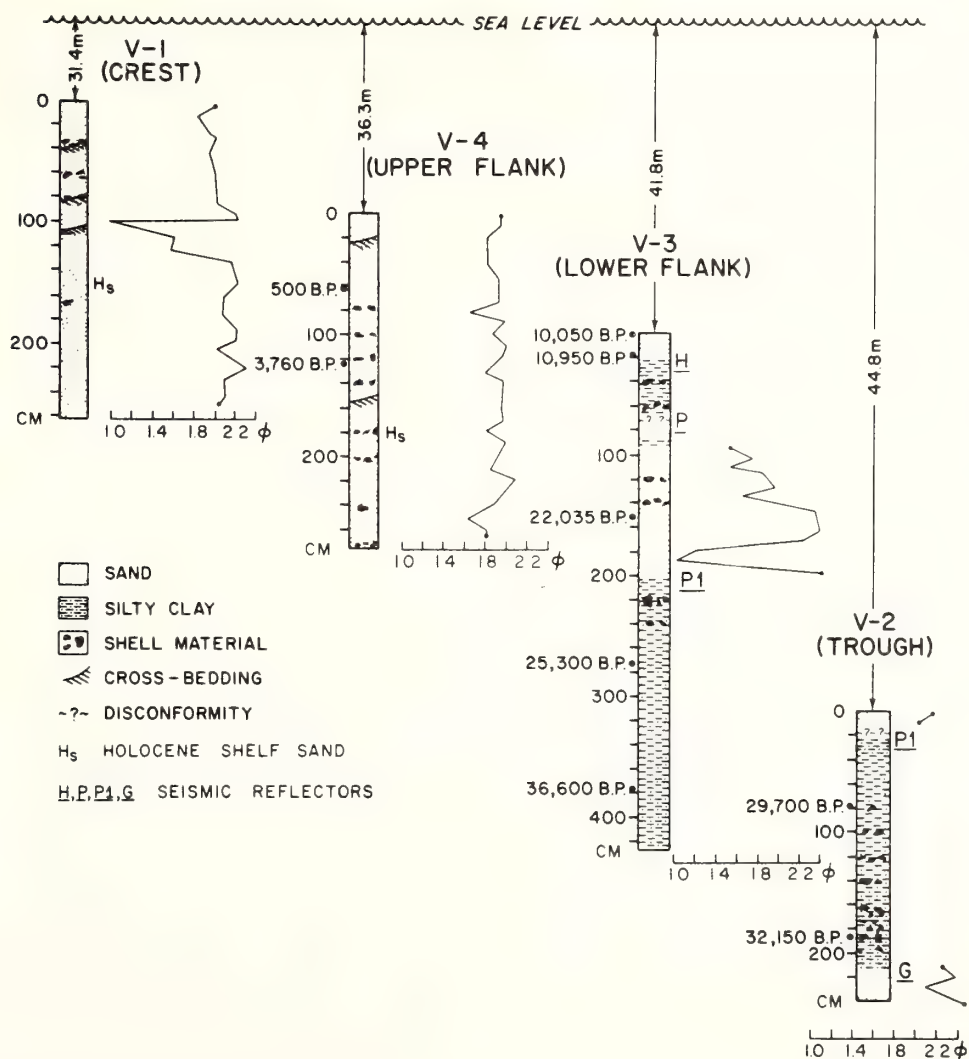 SEA LEVEL
31.4m
V-1
(CREST)
0
100
200
CM
Hs
1.0 1.4 1.8 2.2 ϕ
36.3m
V-4
(UPPER FLANK)
0
500 B.P.
100
3,760 B.P.
Hs
200
CM
1.0 1.4 1.8 2.2 ϕ
41.8m
V-3
(LOWER FLANK)
10,050 B.P.
10,950 B.P.
H
P
-?-?-
100
22,035 B.P.
200
P1
25,300 B.P.
300
36,600 B.P.
400
CM
1.0 1.4 1.8 2.2 ϕ
44.8m
V-2
(TROUGH)
0
-?-?-
P1
29,700 B.P.
100
32,150 B.P.
200
G
CM
1.0 1.4 1.8 2.2 ϕ
SAND
SILTY CLAY
SHELL MATERIAL
CROSS-BEDDING
~?~ DISCONFORMITY
Hs HOLOCENE SHELF SAND
H,P,P1,G SEISMIC REFLECTORS